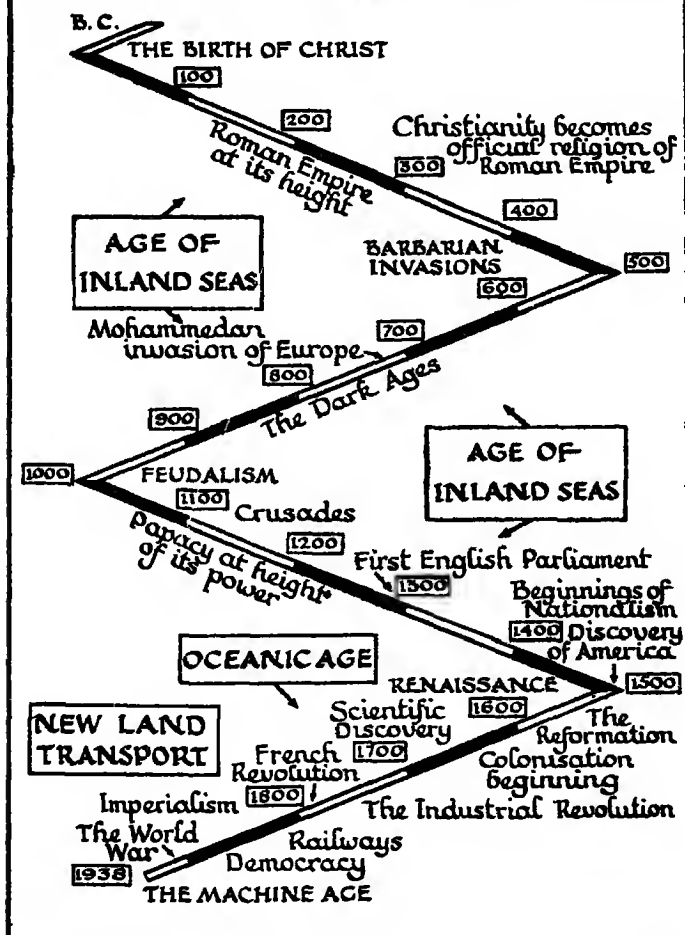 B.C.
THE BIRTH OF CHRIST
100
200
Roman Empire
at its height
Christianity becomes
official religion of
Roman Empire
300
400
AGE OF
INLAND SEAS
BARBARIAN
INVASIONS
500
600
Mohammedan
invasion of Europe
700
800
The Dark Ages
900
AGE OF
INLAND SEAS
1000
FEUDALISM
1100
Crusades
Papacy at height
of its power
1200
First English Parliament
1300
Beginnings of
Nationalism
1400
Discovery
of America
OCEANIC AGE
RENAISSANCE
1500
1600
The
Reformation
NEW LAND
TRANSPORT
Scientific
Discovery
1700
Colonisation
beginning
French
Revolution
1800
The Industrial Revolution
Imperialism
Railways
The World
War
Democracy
1938
THE MACHINE AGE